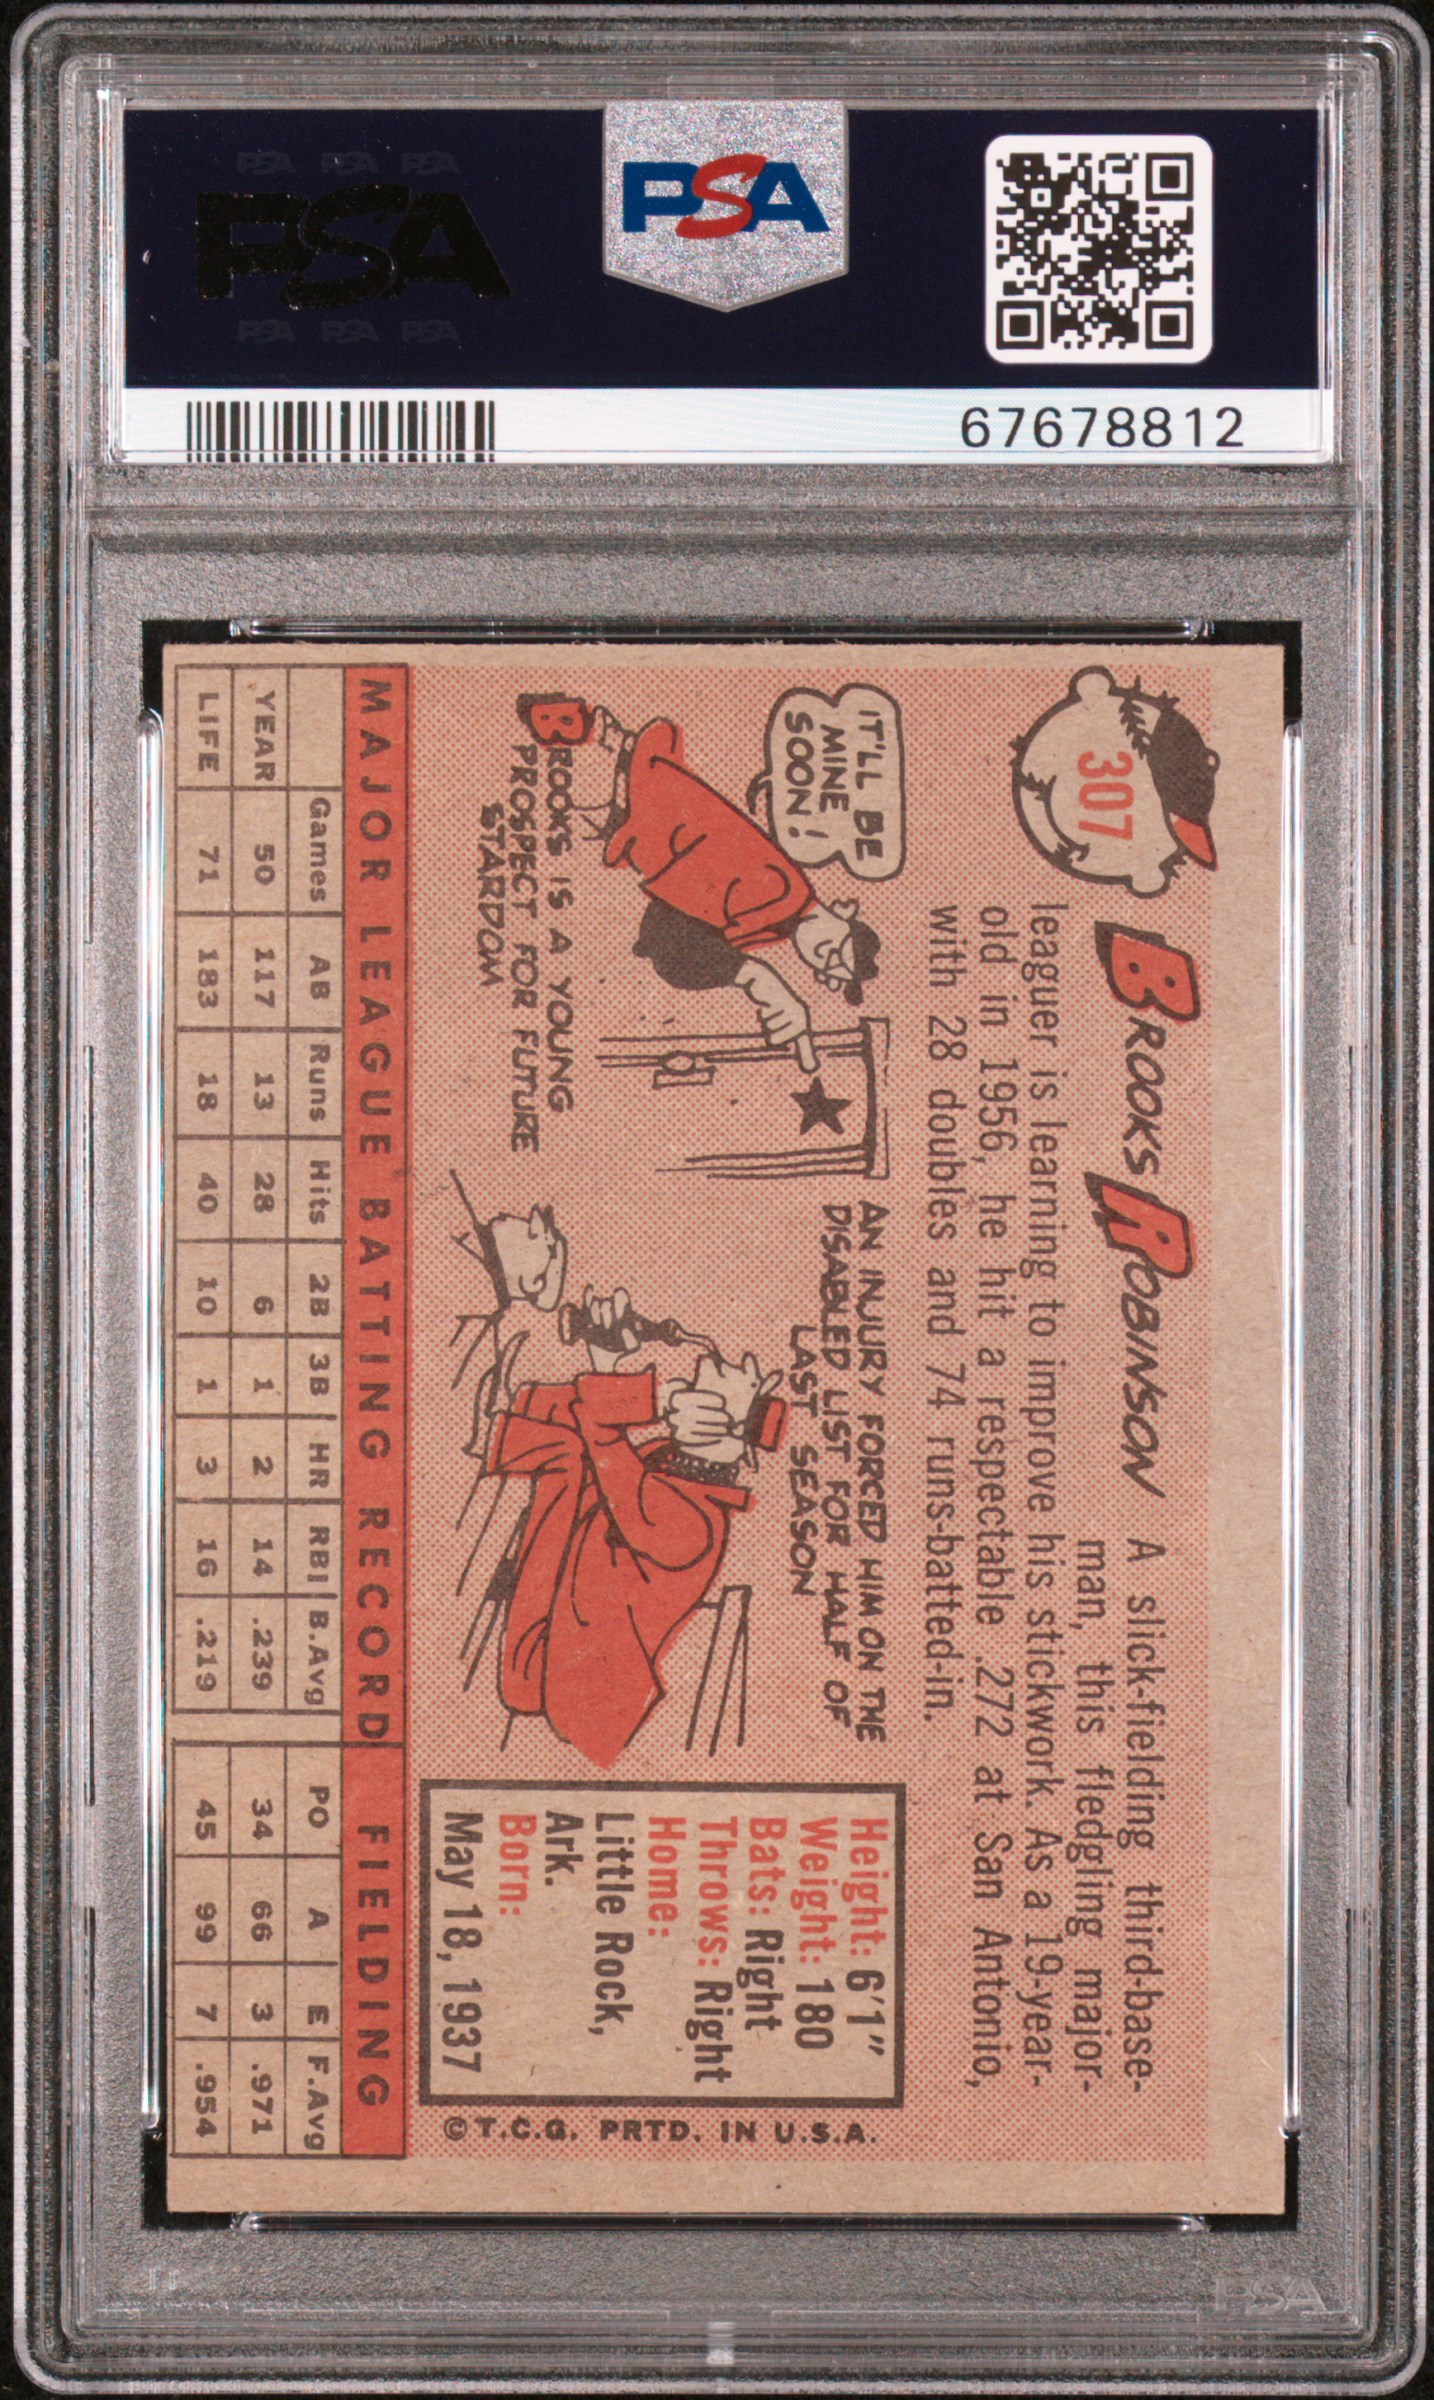 PSA PSA PSA
PSA
PSA PSA PSA
PSA
67678812
307
BROOKS ROBINSON A slick-fielding third-base-
man, this fledgling major-
leaguer is learning to improve his stickwork. As a 19-year-
old in 1956, he hit a respectable .272 at San Antonio,
with 28 doubles and 74 runs-batted-in.
IT'LL BE
MINE
SOON!
BROOKS IS A YOUNG
PROSPECT FOR FUTURE
STARDOM
AN INJURY FORCED HIM ON THE
DISABLED LIST FOR HALF OF
LAST SEASON
Height: 6'1"
Weight: 180
Bats: Right
Throws: Right
Home:
Little Rock,
Ark.
Born:
May 18, 1937
© T.C.G. PRTD. IN U.S.A.
MAJOR LEAGUE BATTING RECORD FIELDING
Games AB Runs Hits 2B 3B HR RBI B.Avg PO A E F.Avg
YEAR 50 117 13 28 6 1 2 14 .239 34 66 3 .971
LIFE 71 183 18 40 10 1 3 16 .219 45 99 7 .954
PSA